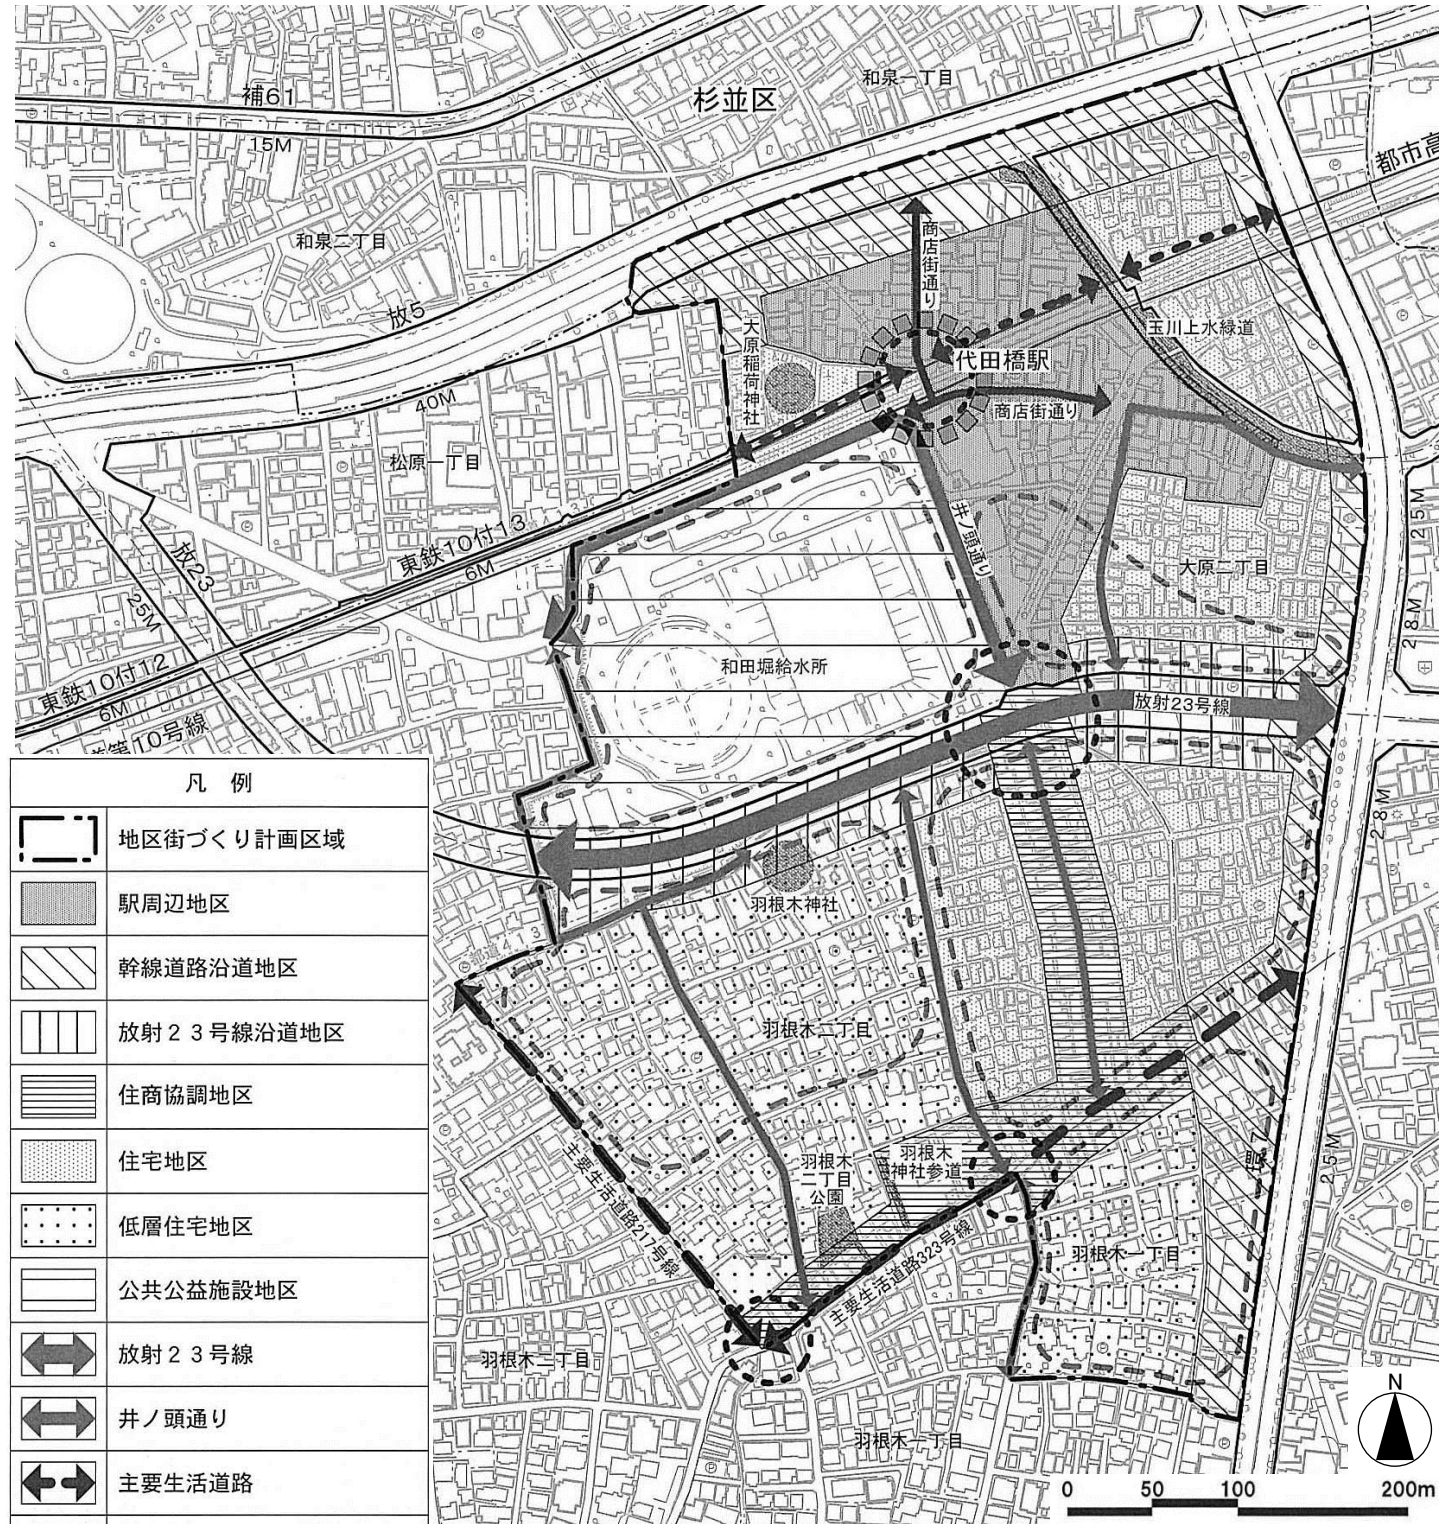 和泉一丁目
杉並区
補61
15M
都市高
和泉二丁目
商店街通り
放5
大原稲荷神社
玉川上水緑道
代田橋駅
40M
商店街通り
松原一丁目
25M
東鉄10付13
6M
放23
25M
井ノ頭通り
大原二丁目
28M
和田堀給水所
東鉄10付12
6M
放射23号線
道第10号線
凡 例
地区街づくり計画区域
駅周辺地区
幹線道路沿道地区
放射23号線沿道地区
住商協調地区
住宅地区
低層住宅地区
公共公益施設地区
放射23号線
井ノ頭通り
主要生活道路
28M
羽根木神社
羽根木二丁目
主要生活道路217号線
羽根木
二丁目
公園
羽根木
神社参道
環7
25M
主要生活道路323号線
羽根木一丁目
羽根木二丁目
羽根木一丁目
N
0 50 100 200m